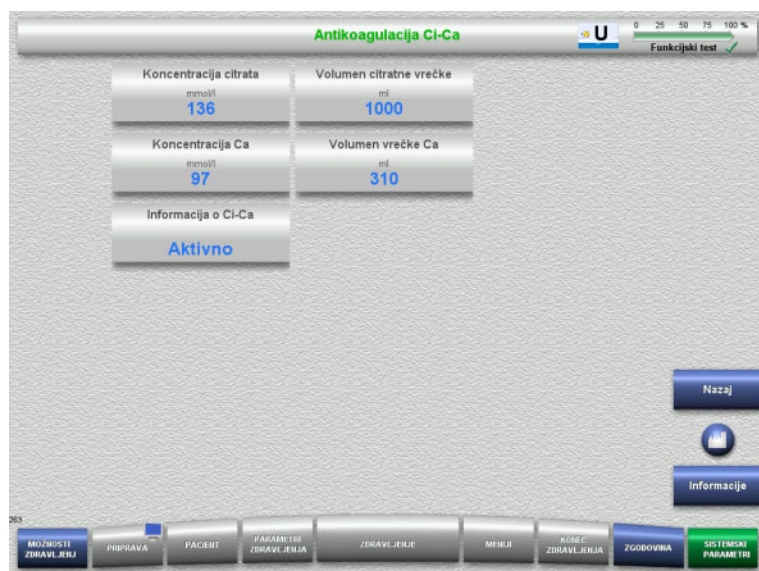 Antikoagulacija Ci-Ca
U
0 25 50 75 100 %
Funkcijski test
Koncentracija citrata
mmol/l
136
Volumen citratne vrečke
ml
1000
Koncentracija Ca
mmol/l
97
Volumen vrečke Ca
ml
310
Informacija o Ci-Ca
Aktivno
Nazaj
Informacije
263
MOŽNOSTI
ZDRAVLJENJ
PRIPRAVA
PACIENT
PARAMETRI
ZDRAVLJENJA
ZDRAVLJENJE
MENIJI
KONEC
ZDRAVLJENJA
ZGODOVINA
SISTEMSKI
PARAMETRI